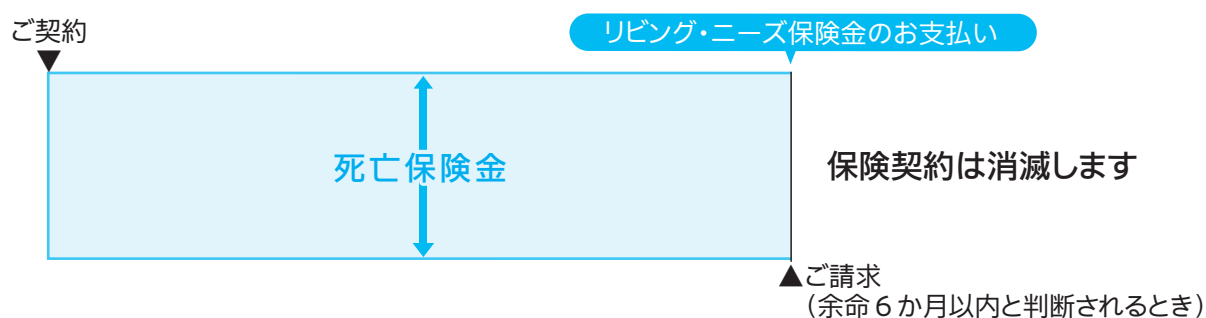 ご契約
▼
リビング・ニーズ保険金のお支払い
死亡保険金
保険契約は消滅します
▲ご請求
（余命6か月以内と判断されるとき）